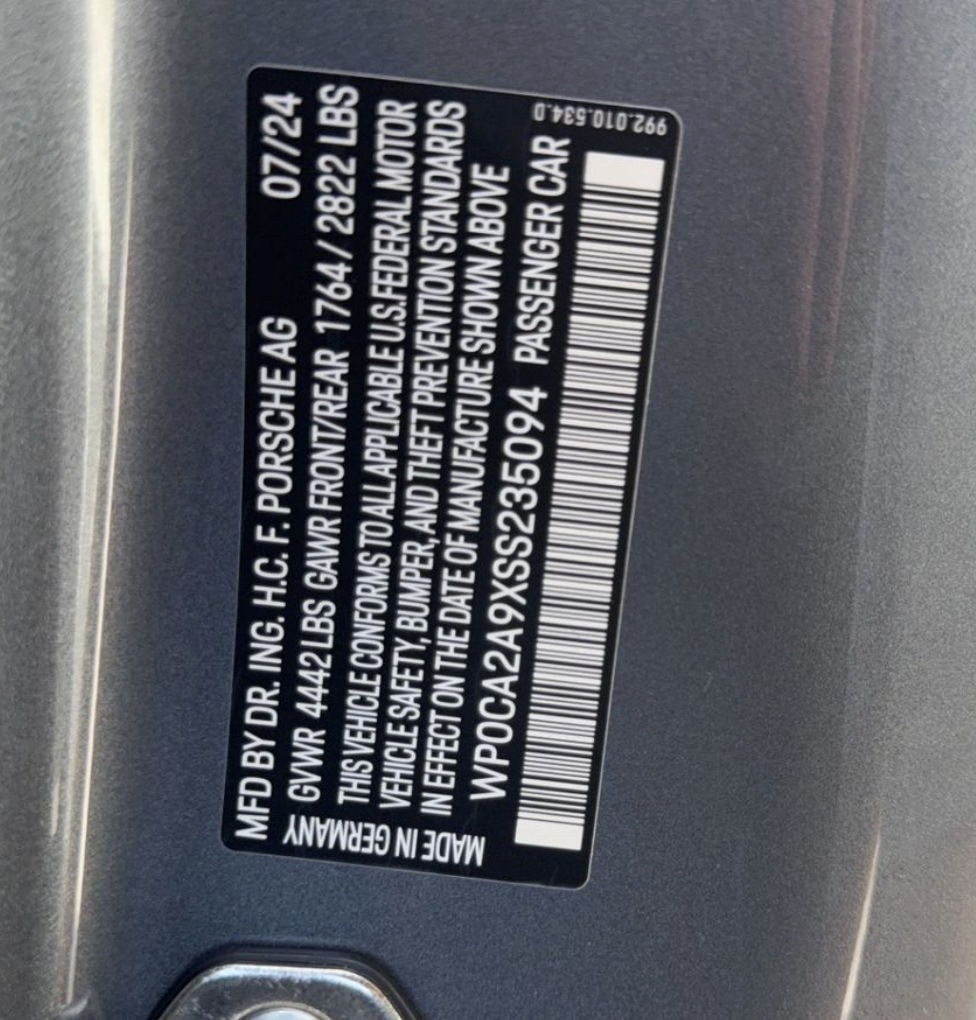 MFD BY DR. ING. H.C. F. PORSCHE AG 07/24
GVWR 4442 LBS GAWR FRONT/REAR 1764/2822 LBS
THIS VEHICLE CONFORMS TO ALL APPLICABLE U.S. FEDERAL MOTOR
VEHICLE SAFETY, BUMPER, AND THEFT PREVENTION STANDARDS
IN EFFECT ON THE DATE OF MANUFACTURE SHOWN ABOVE
WP0CA2A9XSS235094 PASSENGER CAR
MADE IN GERMANY
992.010.534.D